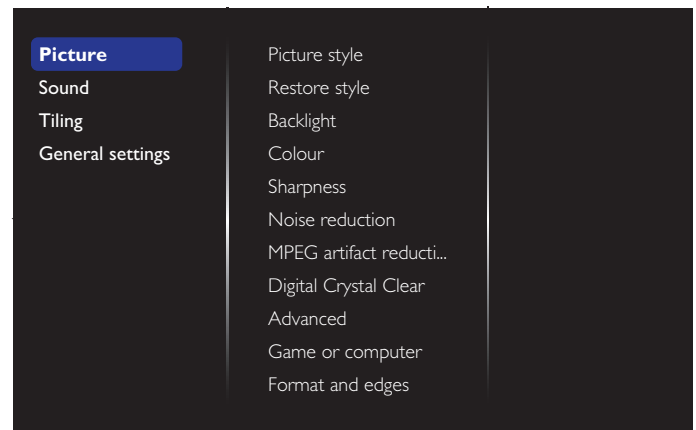 Picture
Sound
Tiling
General settings
Picture style
Restore style
Backlight
Colour
Sharpness
Noise reduction
MPEG artifact reducti...
Digital Crystal Clear
Advanced
Game or computer
Format and edges